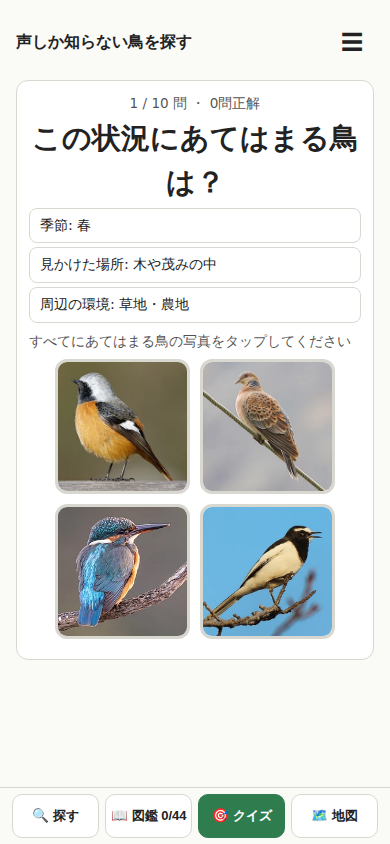 声しか知らない鳥を探す
1 / 10 問 ・ 0問正解
この状況にあてはまる鳥
は？
季節: 春
見かけた場所: 木や茂みの中
周辺の環境: 草地・農地
すべてにあてはまる鳥の写真をタップしてください
探す
図鑑 0/44
クイズ
地図